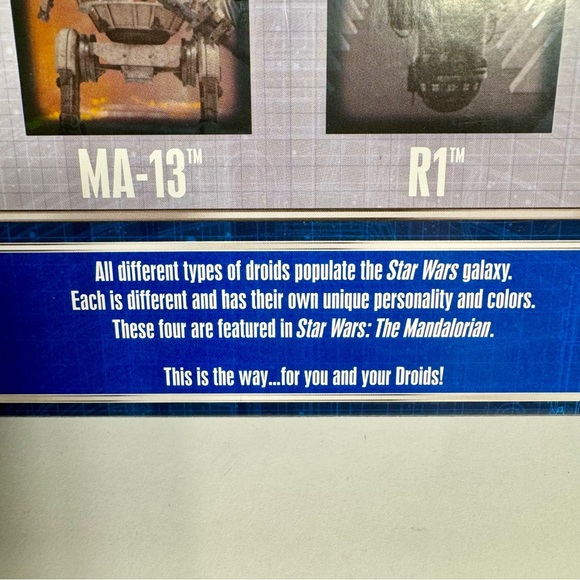 MA-13™
R1™
All different types of droids populate the Star Wars galaxy.
Each is different and has their own unique personality and colors.
These four are featured in Star Wars: The Mandalorian.
This is the way...for you and your Droids!